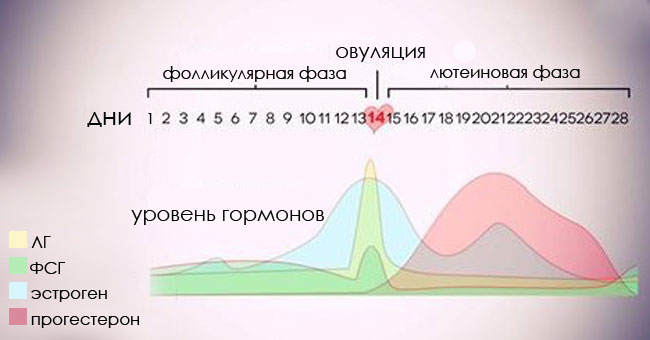 овуляция
фолликулярная фаза лютеиновая фаза
дни 1 2 3 4 5 6 7 8 9 10 11 12 13 14 15 16 17 18 19 20 21 22 23 24 25 26 27 28
уровень гормонов
ЛГ
ФСГ
эстроген
прогестерон